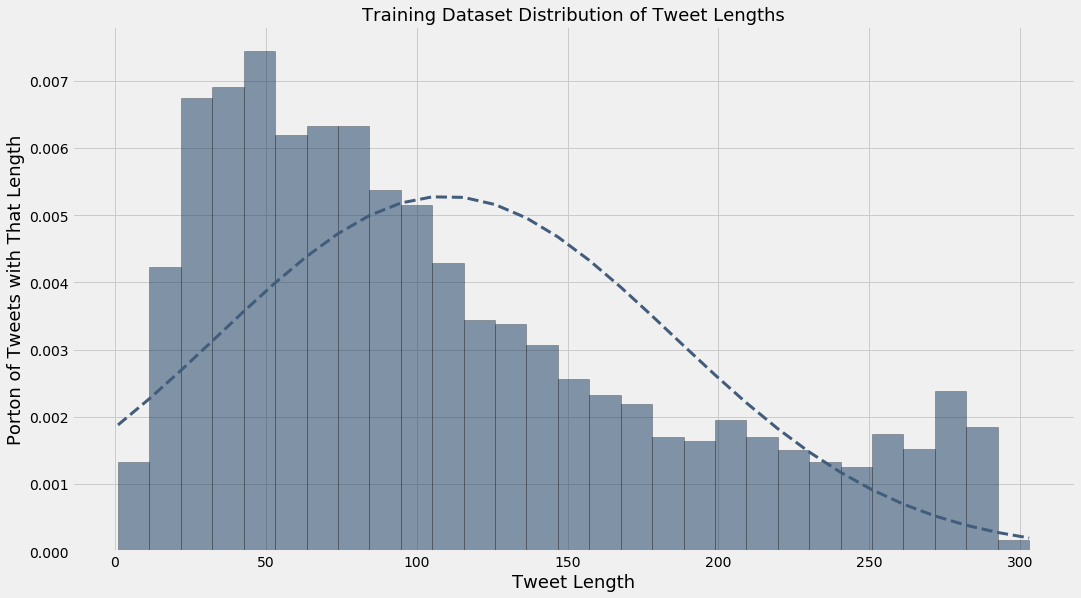 Training Dataset Distribution of Tweet Lengths
Porton of Tweets with That Length
0.007
0.006
0.005
0.004
0.003
0.002
0.001
0.000
0 50 100 150 200 250 300
Tweet Length